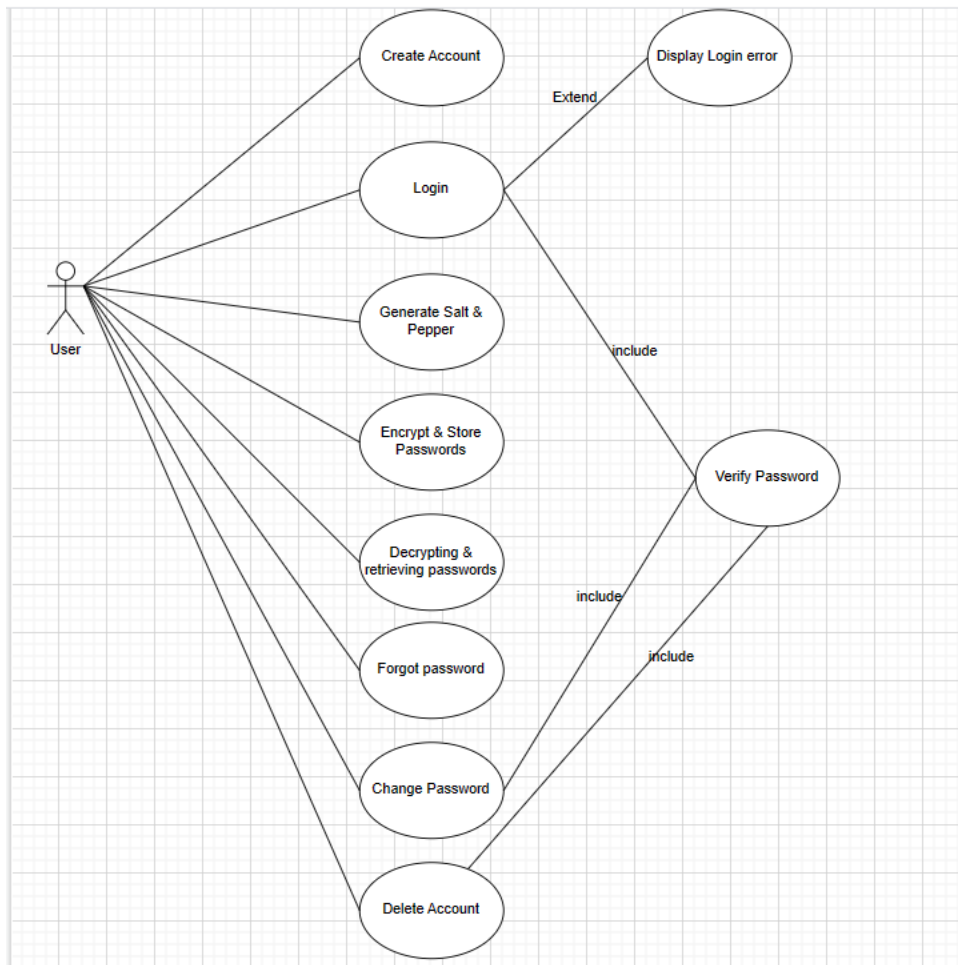 Create Account
Display Login error
Extend
Login
Generate Salt &
Pepper
User
include
Encrypt & Store
Passwords
Verify Password
Decrypting &
retrieving passwords
include
Forgot password
include
Change Password
Delete Account